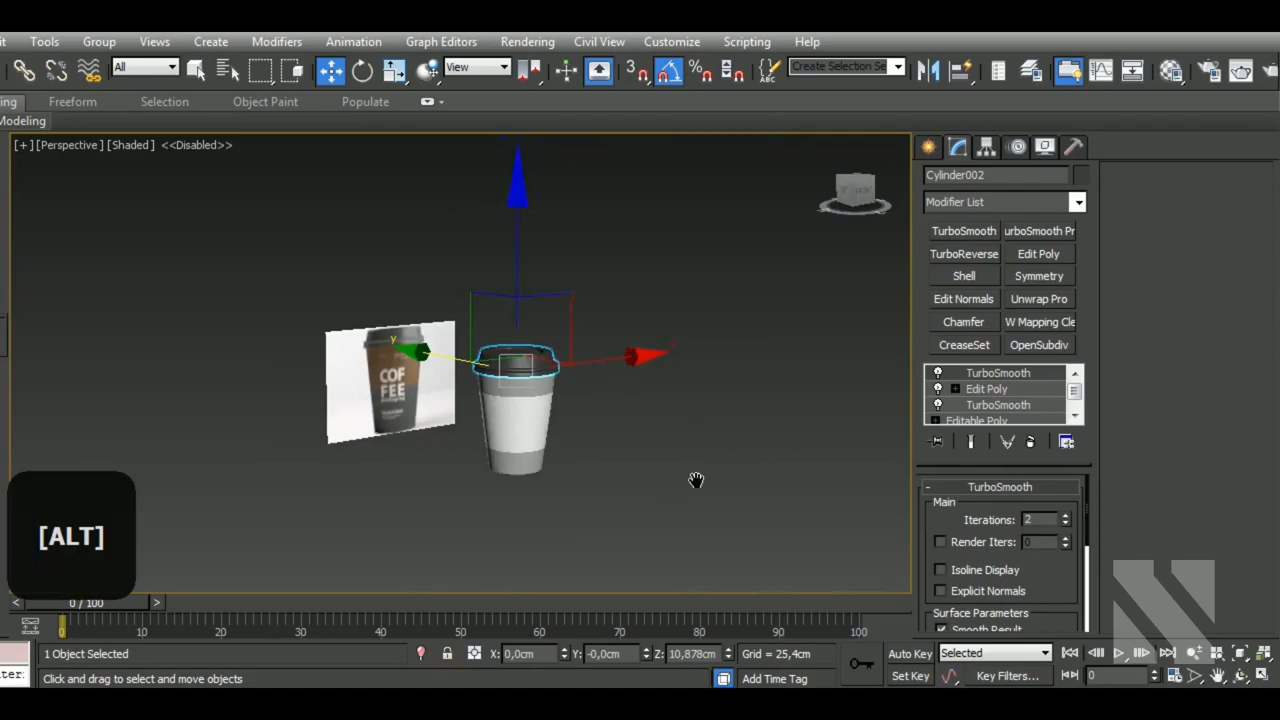 it Tools Group Views Create Modifiers Animation Graph Editors Rendering Civil View Customize Scripting Help
All View 3 ABC Create Selection Se
ing Freeform Selection Object Paint Populate
Modeling
[+] [Perspective] [Shaded] <<Disabled>>
Cylinder002
Modifier List
TurboSmooth urboSmooth Pr
TurboReverse Edit Poly
Shell Symmetry
Edit Normals Unwrap Pro
Chamfer W Mapping Cle
CreaseSet OpenSubdiv
TurboSmooth
Edit Poly
TurboSmooth
Editable Poly
y
x
COF
FEE
[ALT]
- TurboSmooth
Main
Iterations: 2
Render Iters: 0
Isoline Display
Explicit Normals
Surface Parameters
Smooth Result
< 0 / 100 >
0 10 20 30 40 50 60 70 80 90 100
1 Object Selected X: 0,0cm Y: -0,0cm Z: 10,878cm Grid = 25,4cm Auto Key Selected
iter: Click and drag to select and move objects Add Time Tag Set Key Key Filters... 0